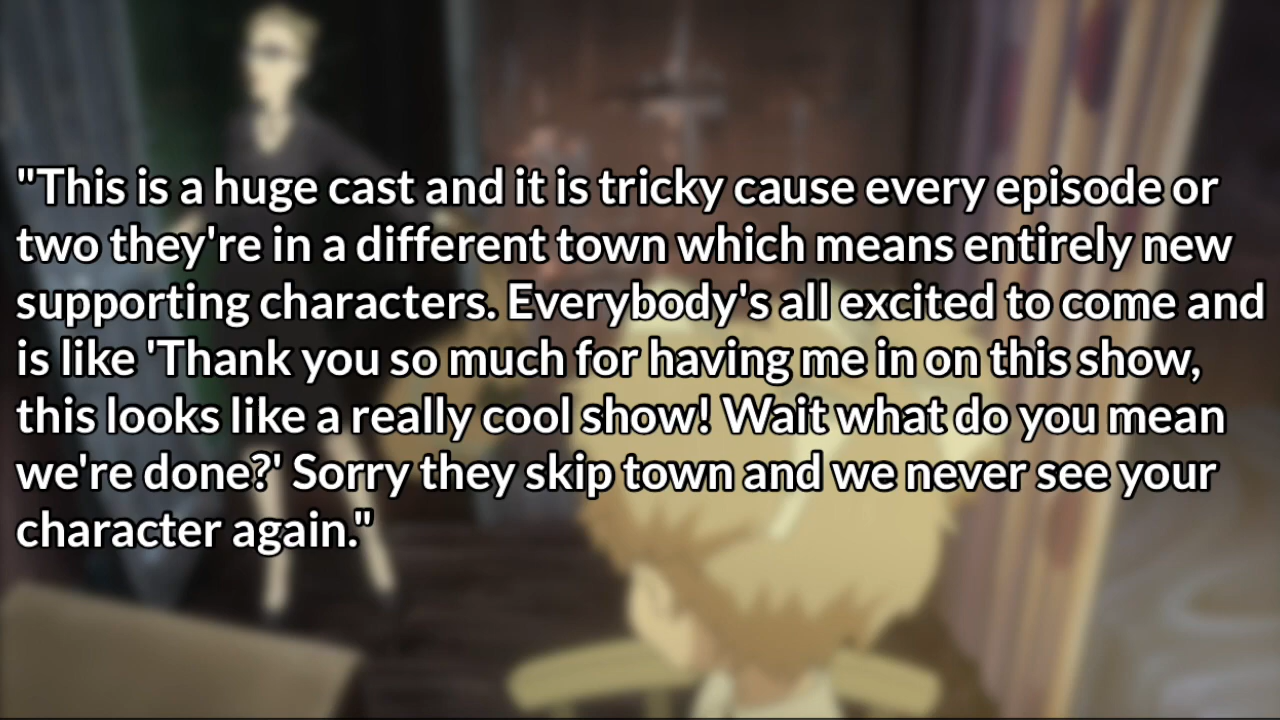 "This is a huge cast and it is tricky cause every episode or
two they're in a different town which means entirely new
supporting characters. Everybody's all excited to come and
is like 'Thank you so much for having me in on this show,
this looks like a really cool show! Wait what do you mean
we're done?' Sorry they skip town and we never see your
character again."